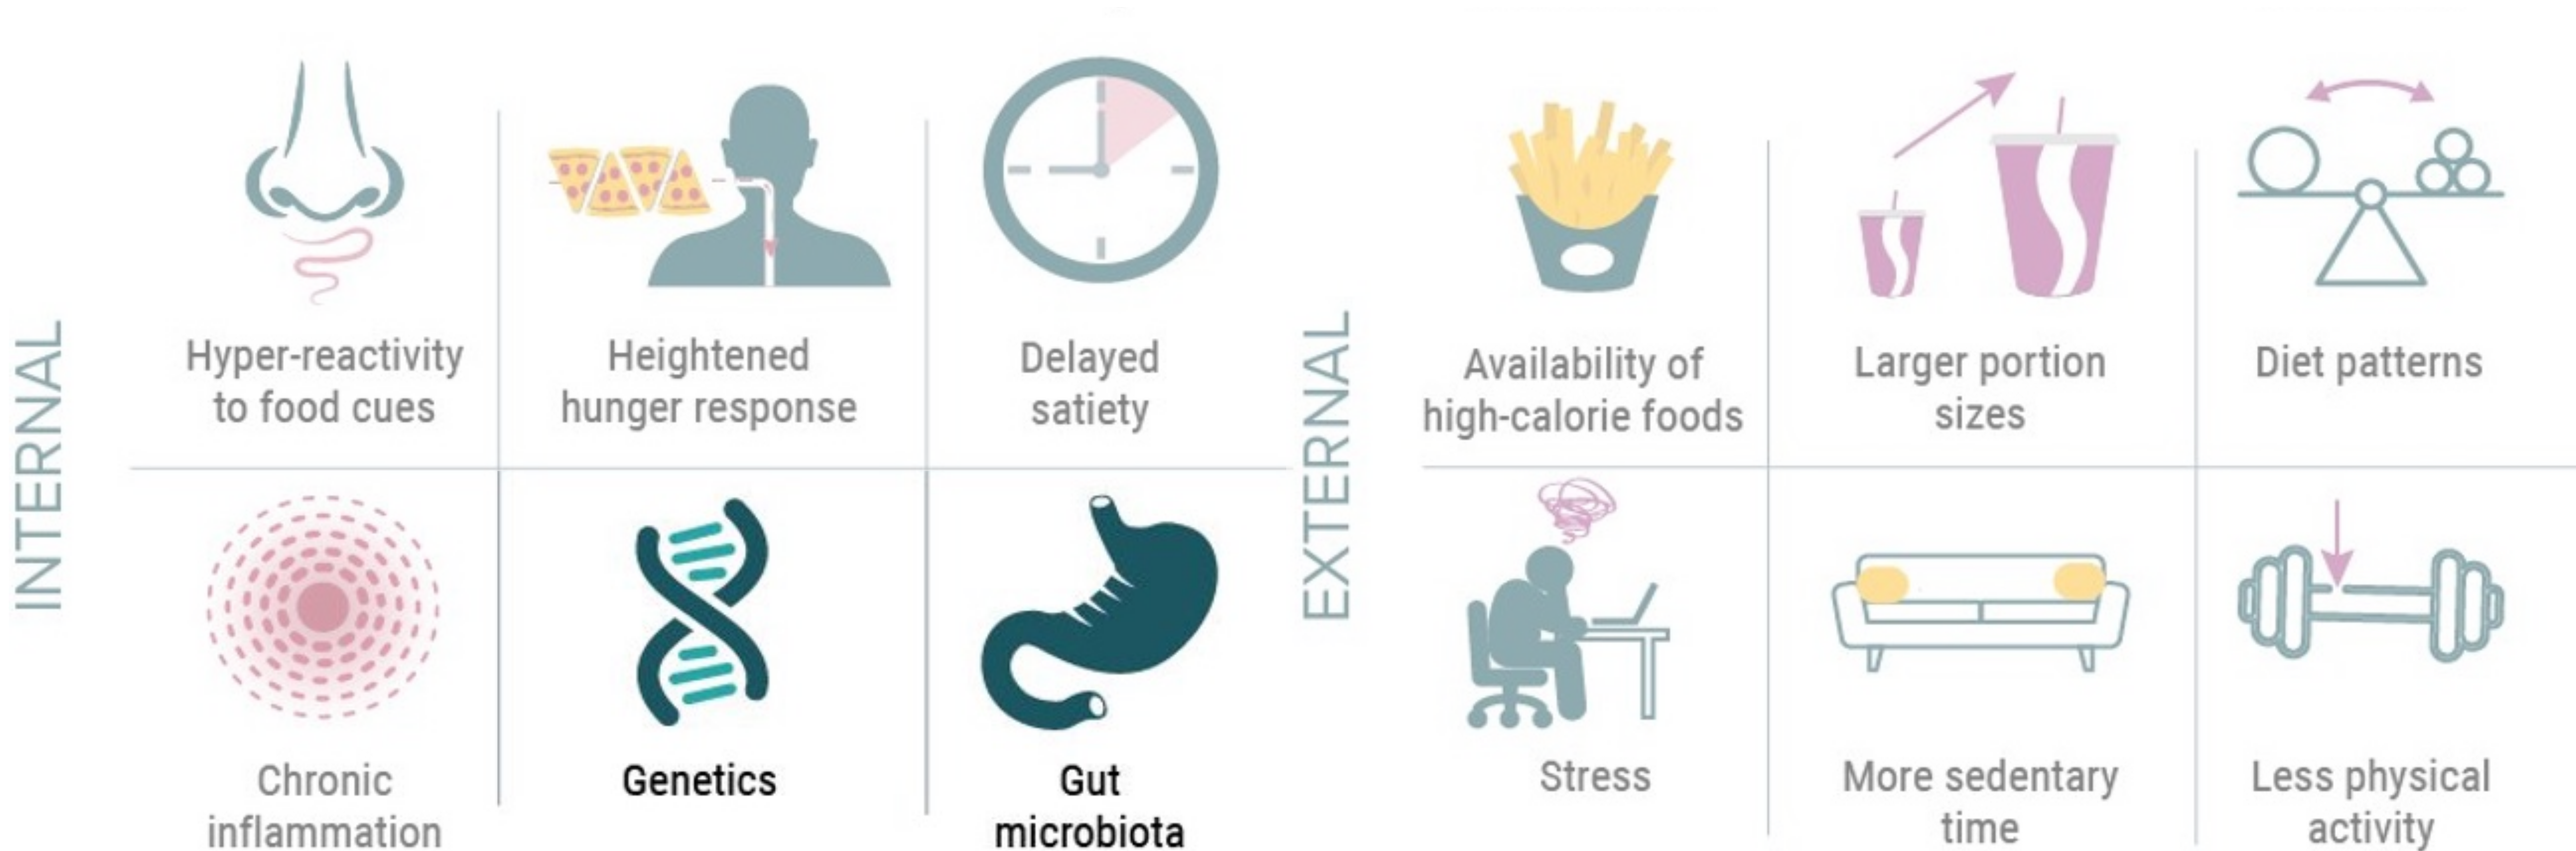 INTERNAL
Hyper-reactivity
to food cues
Heightened
hunger response
Delayed
satiety
Chronic
inflammation
Genetics
Gut
microbiota
EXTERNAL
Availability of
high-calorie foods
Larger portion
sizes
Diet patterns
Stress
More sedentary
time
Less physical
activity